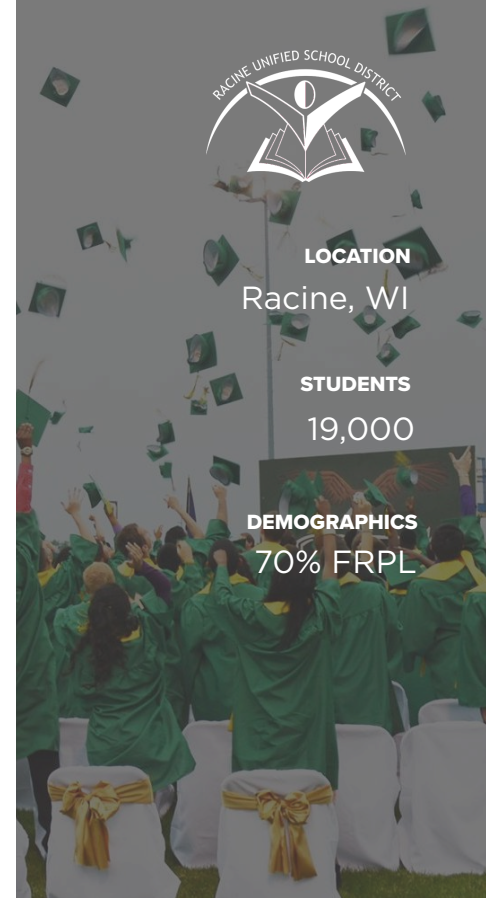 RACINE UNIFIED SCHOOL DISTRICT
LOCATION
Racine, WI
STUDENTS
19,000
DEMOGRAPHICS
70% FRPL